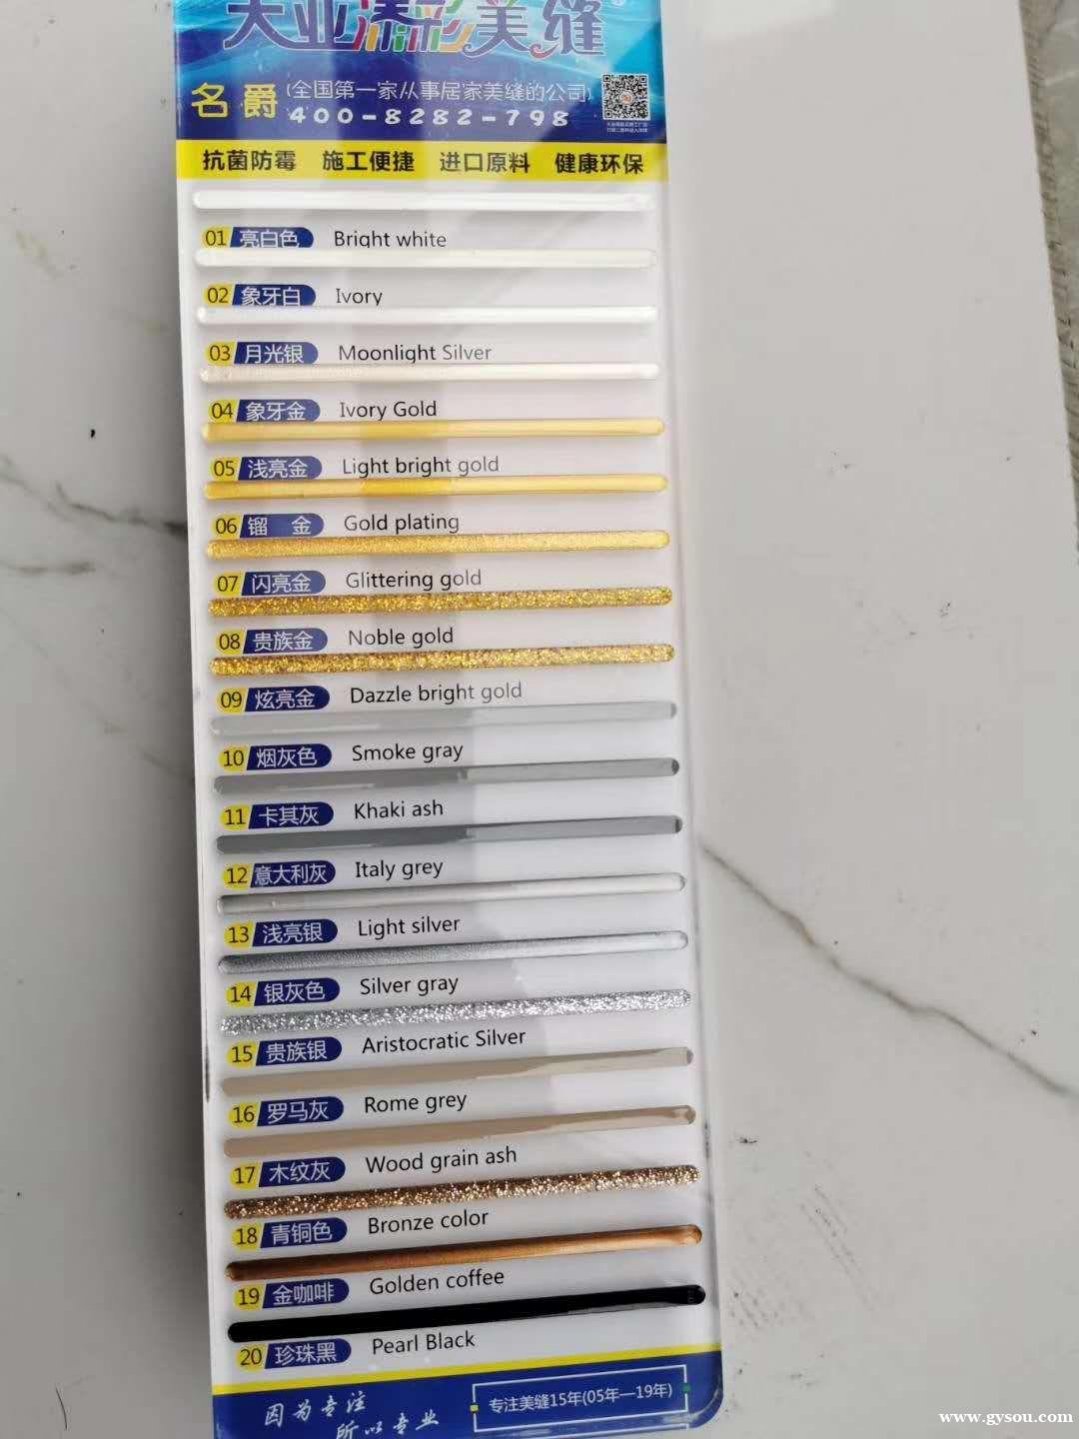 天业漆彩美缝
名爵 (全国第一家从事居家美缝的公司)
400-8282-798
抗菌防霉 施工便捷 进口原料 健康环保
01 亮白色 Bright white
02 象牙白 Ivory
03 月光银 Moonlight Silver
04 象牙金 Ivory Gold
05 浅亮金 Light bright gold
06 镏 金 Gold plating
07 闪亮金 Glittering gold
08 贵族金 Noble gold
09 炫亮金 Dazzle bright gold
10 烟灰色 Smoke gray
11 卡其灰 Khaki ash
12 意大利灰 Italy grey
13 浅亮银 Light silver
14 银灰色 Silver gray
15 贵族银 Aristocratic Silver
16 罗马灰 Rome grey
17 木纹灰 Wood grain ash
18 青铜色 Bronze color
19 金咖啡 Golden coffee
20 珍珠黑 Pearl Black
因为专注
所以专业
专注美缝15年(05年—19年)
www.gysou.com